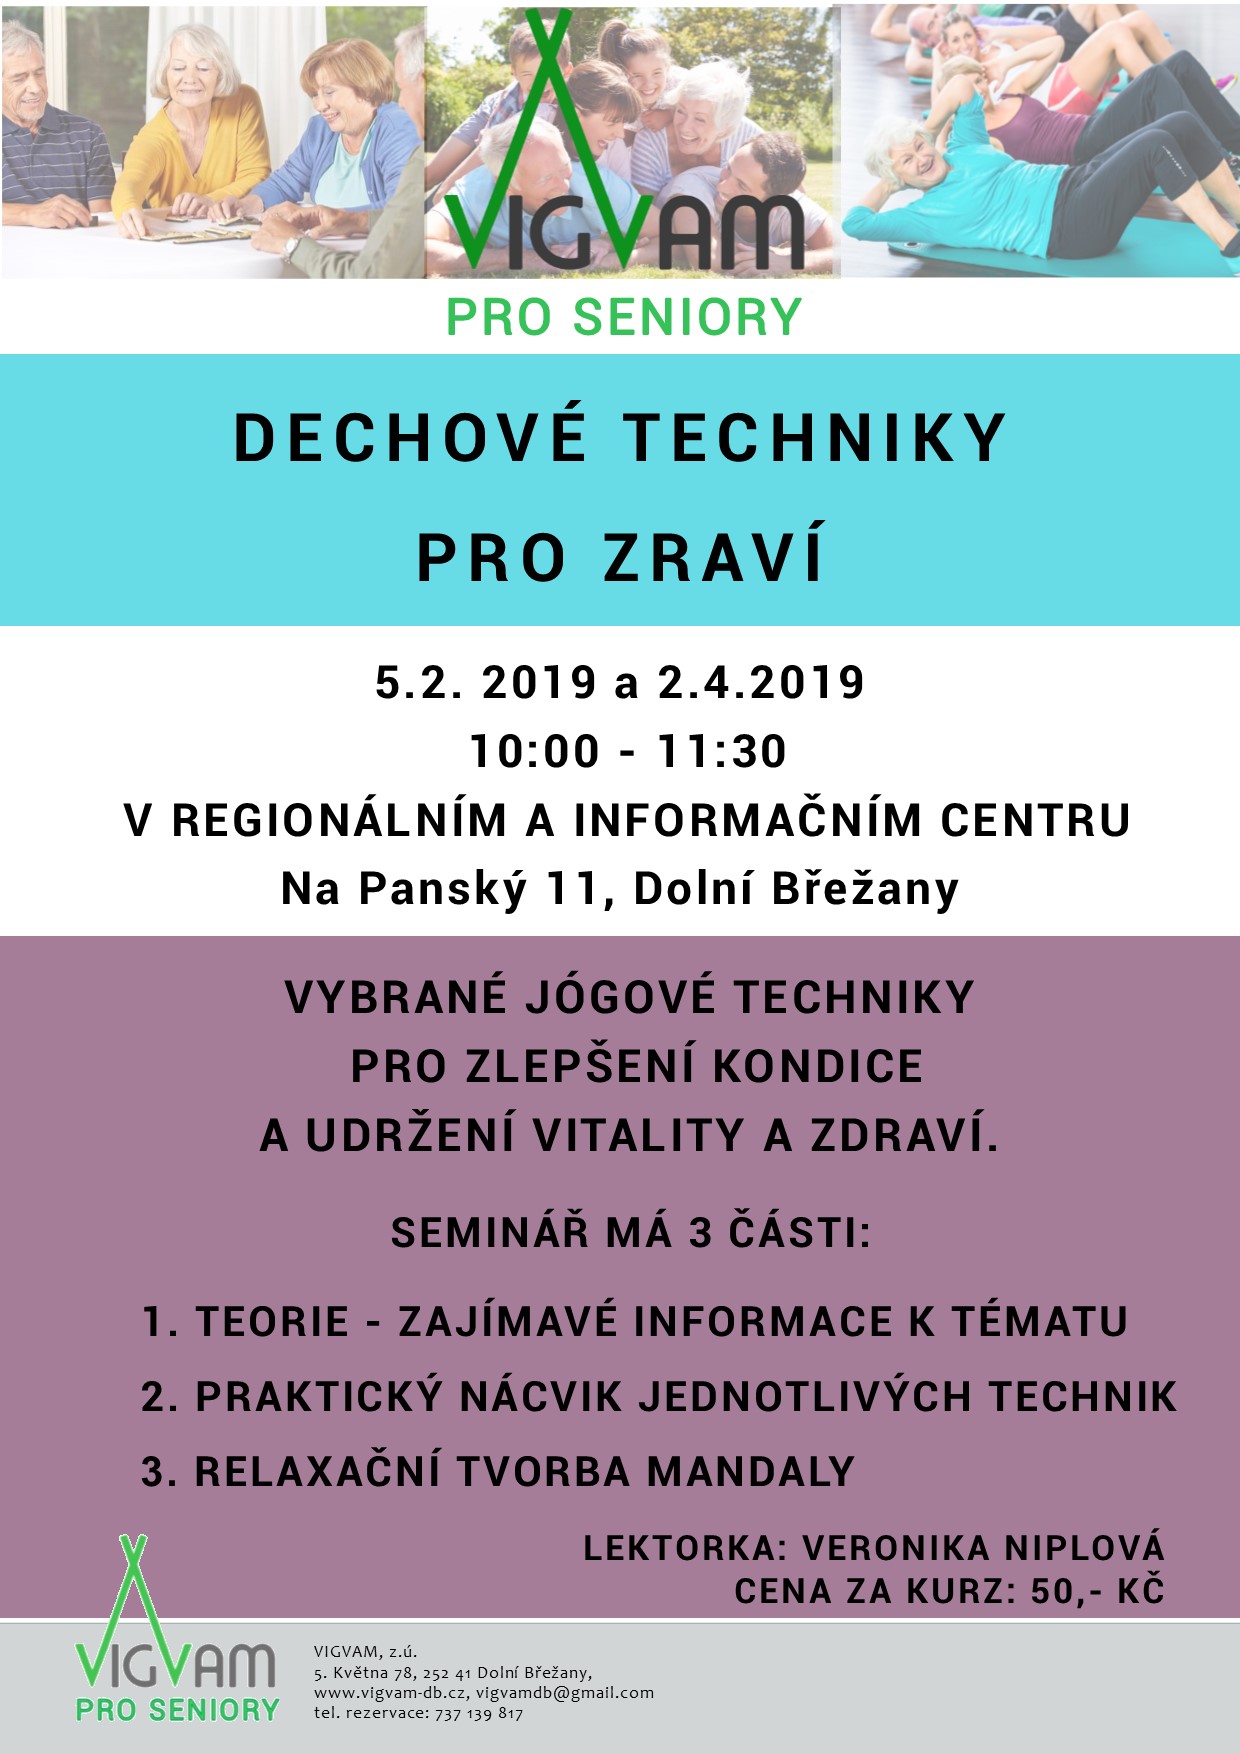 VIGVAM
PRO SENIORY
DECHOVÉ TECHNIKY
PRO ZRAVÍ
5.2. 2019 a 2.4.2019
10:00 - 11:30
V REGIONÁLNÍM A INFORMAČNÍM CENTRU
Na Panský 11, Dolní Břežany
VYBRANÉ JÓGOVÉ TECHNIKY
PRO ZLEPŠENÍ KONDICE
A UDRŽENÍ VITALITY A ZDRAVÍ.
SEMINÁŘ MÁ 3 ČÁSTI:
1. TEORIE - ZAJÍMAVÉ INFORMACE K TÉMATU
2. PRAKTICKÝ NÁCVIK JEDNOTLIVÝCH TECHNIK
3. RELAXAČNÍ TVORBA MANDALY
LEKTORKA: VERONIKA NIPLOVÁ
CENA ZA KURZ: 50,- KČ
VIGVAM
PRO SENIORY
VIGVAM, z.ú.
5. Května 78, 252 41 Dolní Břežany,
www.vigvam-db.cz, vigvamdb@gmail.com
tel. rezervace: 737 139 817